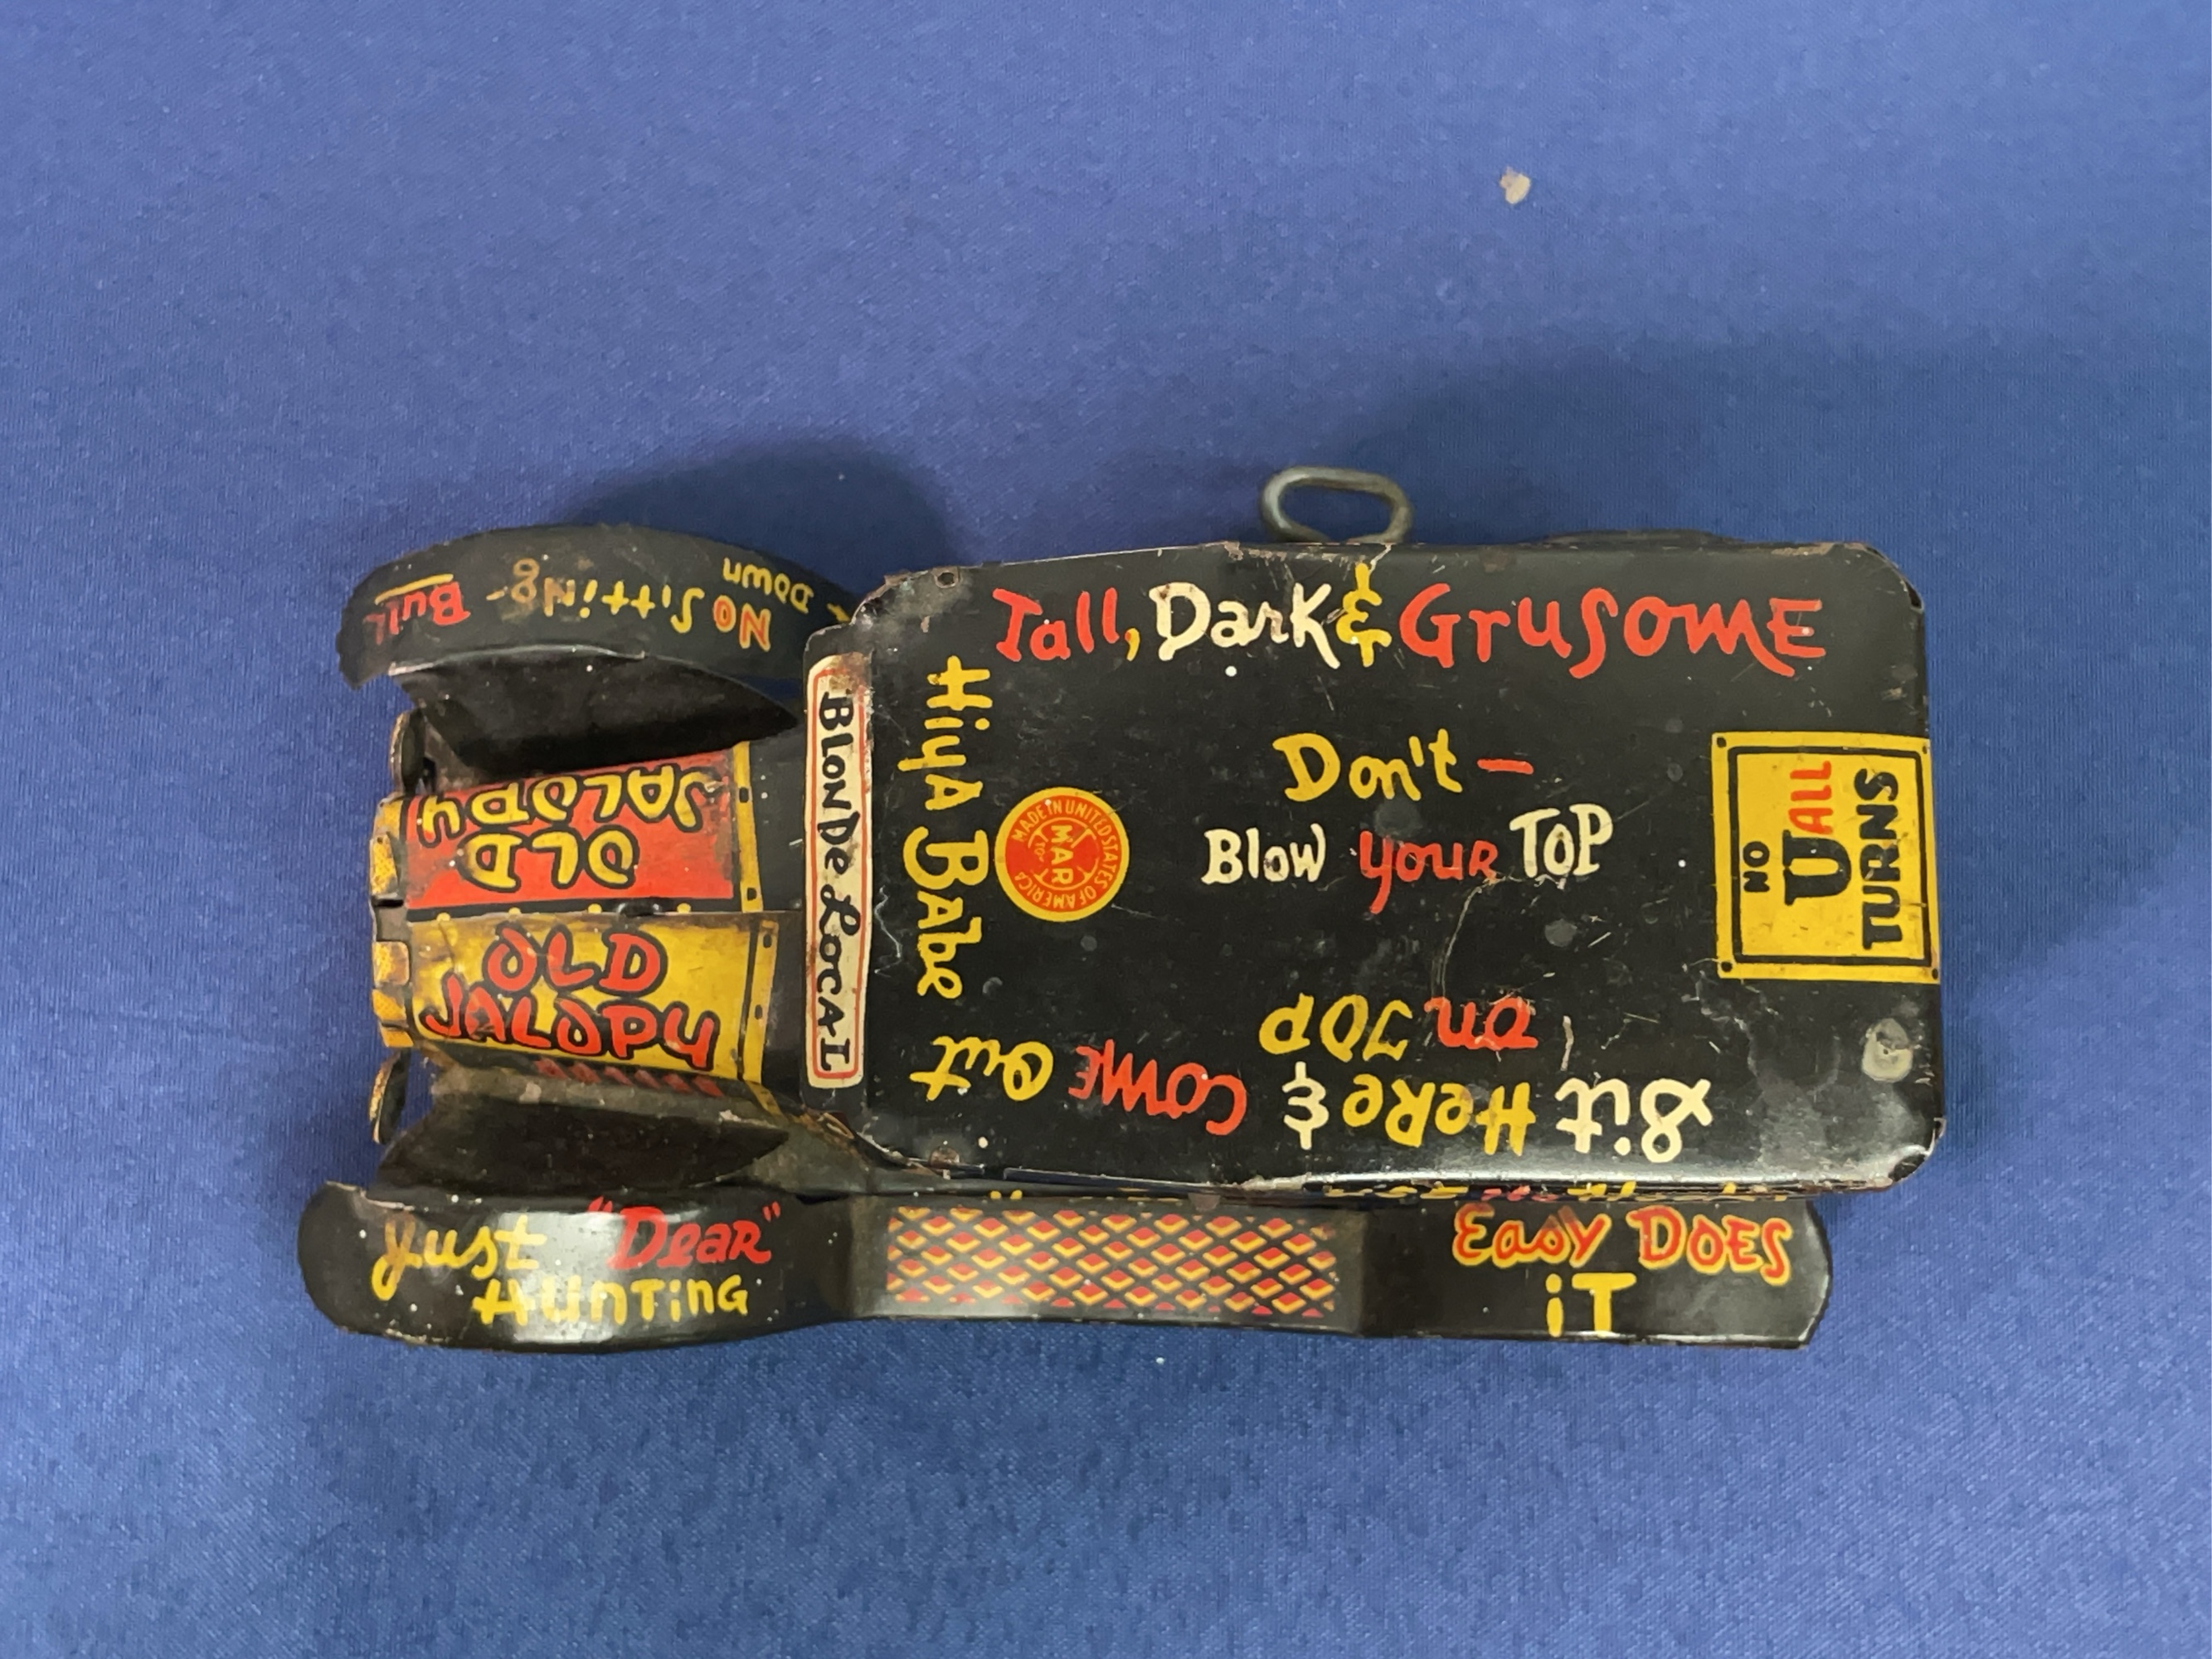 Tall, Dark & Grusome
Don't —
Blow your TOP
NO
U ALL
TURNS
Hiya Babe
MADE IN UNITED STATES OF AMERICA
MAR
TOYS
BLONDe LocaL
Sit Here & Come Out
on Top
No Sitting-
Down
Bull
OLD
JALOPY
OLD
JALOPY
Just "Dear"
HUNTING
Easy DOES
iT